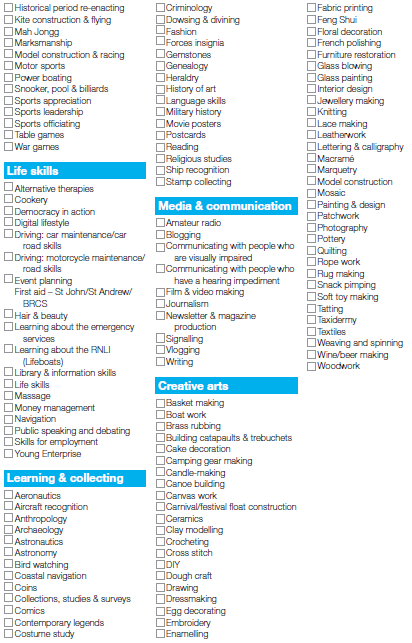 Historical period re-enacting
Kite construction & flying
Mah Jongg
Marksmanship
Model construction & racing
Motor sports
Power boating
Snooker, pool & billiards
Sports appreciation
Sports leadership
Sports officiating
Table games
War games
Life skills
Alternative therapies
Cookery
Democracy in action
Digital lifestyle
Driving: car maintenance/car
road skills
Driving: motorcycle maintenance/
road skills
Event planning
First aid – St John/St Andrew/
BRCS
Hair & beauty
Learning about the emergency
services
Learning about the RNLI
(Lifeboats)
Library & information skills
Life skills
Massage
Money management
Navigation
Public speaking and debating
Skills for employment
Young Enterprise
Learning & collecting
Aeronautics
Aircraft recognition
Anthropology
Archaeology
Astronautics
Astronomy
Bird watching
Coastal navigation
Coins
Collections, studies & surveys
Comics
Contemporary legends
Costume study
Criminology
Dowsing & divining
Fashion
Forces insignia
Gemstones
Genealogy
Heraldry
History of art
Language skills
Military history
Movie posters
Postcards
Reading
Religious studies
Ship recognition
Stamp collecting
Media & communication
Amateur radio
Blogging
Communicating with people who
are visually impaired
Communicating with people who
have a hearing impediment
Film & video making
Journalism
Newsletter & magazine
production
Signalling
Vlogging
Writing
Creative arts
Basket making
Boat work
Brass rubbing
Building catapaults & trebuchets
Cake decoration
Camping gear making
Candle-making
Canoe building
Canvas work
Carnival/festival float construction
Ceramics
Clay modelling
Crocheting
Cross stitch
DIY
Dough craft
Drawing
Dressmaking
Egg decorating
Embroidery
Enamelling
Fabric printing
Feng Shui
Floral decoration
French polishing
Furniture restoration
Glass blowing
Glass painting
Interior design
Jewellery making
Knitting
Lace making
Leatherwork
Lettering & calligraphy
Macramé
Marquetry
Model construction
Mosaic
Painting & design
Patchwork
Photography
Pottery
Quilting
Rope work
Rug making
Snack pimping
Soft toy making
Tatting
Taxidermy
Textiles
Weaving and spinning
Wine/beer making
Woodwork